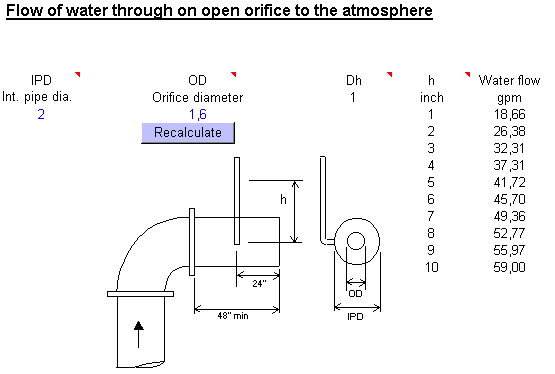 Flow of water through on open orifice to the atmosphere
IPD OD Dh h Water flow
Int. pipe dia. Orifice diameter 1 inch gpm
2 1,6 1 18,66
Recalculate 2 26,38
3 32,31
4 37,31
5 41,72
6 45,70
7 49,36
8 52,77
9 55,97
10 59,00
h
24"
48" min
OD
IPD